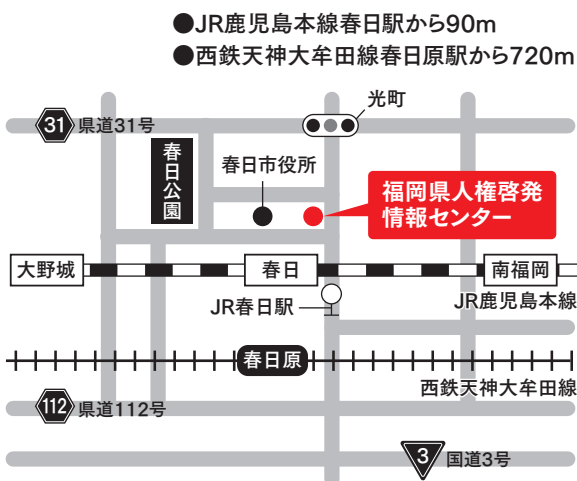 ●JR鹿児島本線春日駅から90m
●西鉄天神大牟田線春日原駅から720m
光町
31 県道31号
春日公園
春日市役所
福岡県人権啓発
情報センター
大野城
春日
南福岡
JR春日駅
JR鹿児島本線
春日原
西鉄天神大牟田線
112 県道112号
3 国道3号